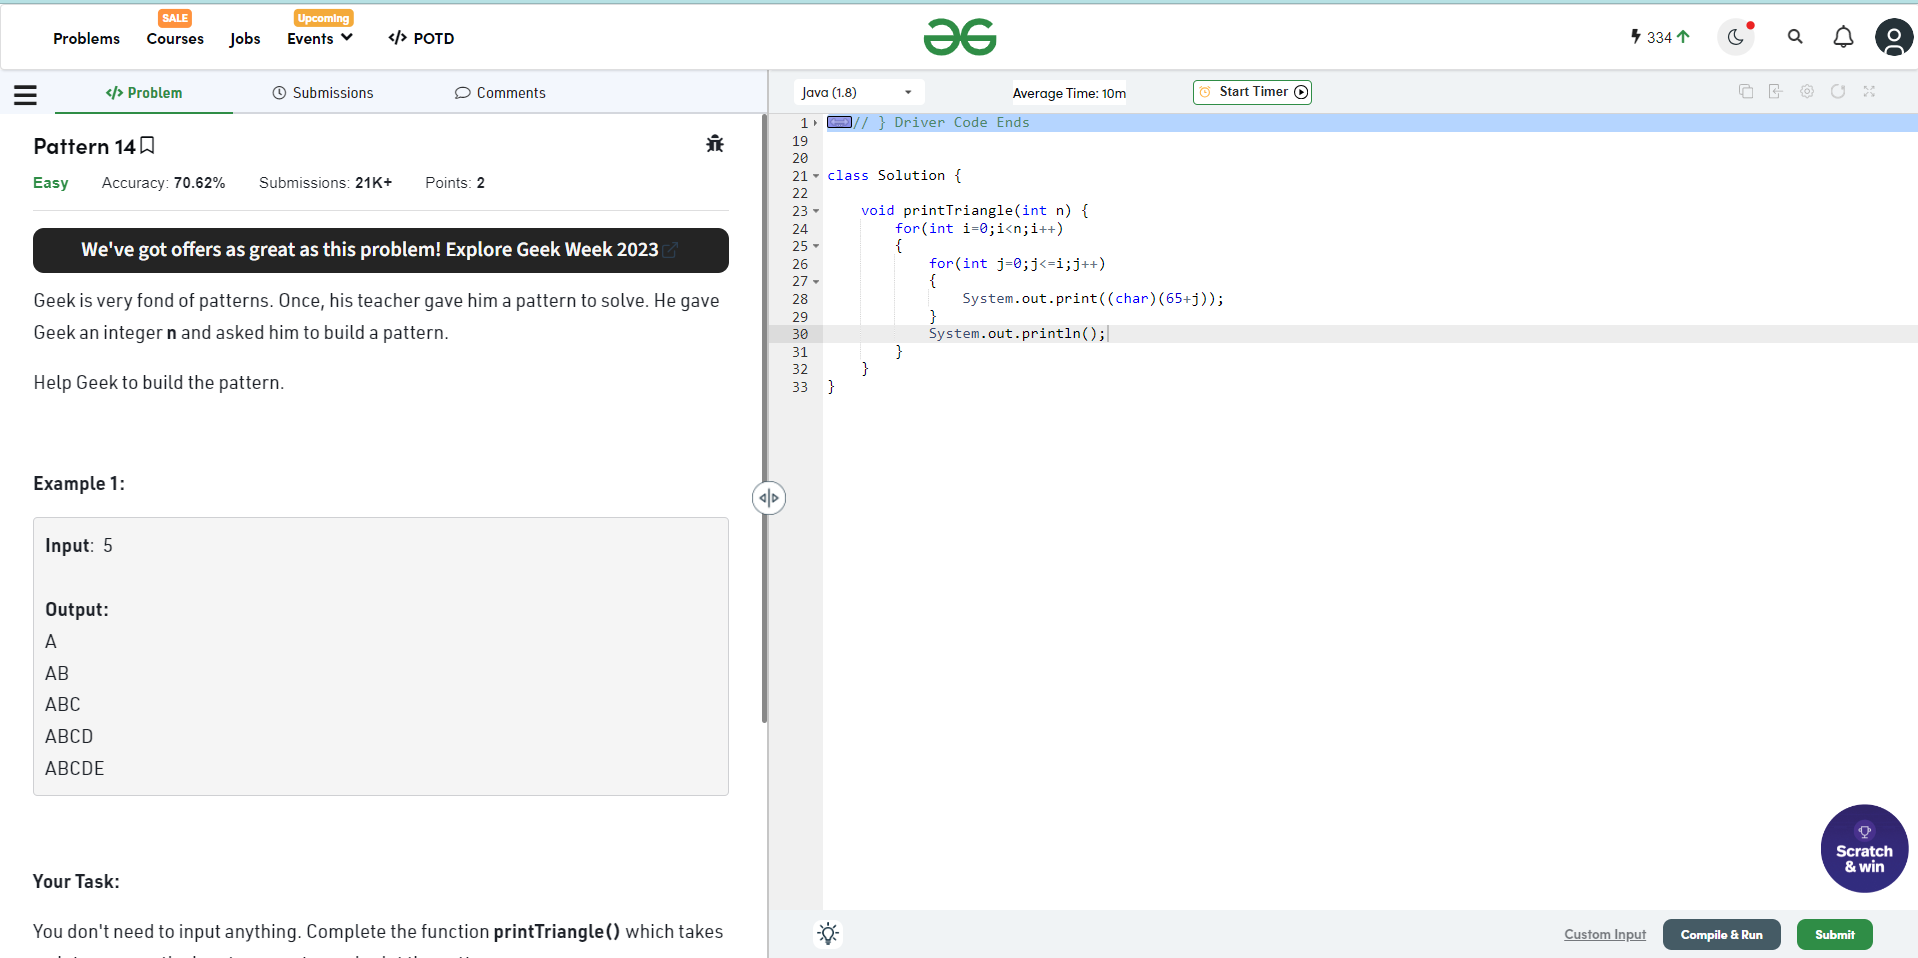 SALE
Upcoming
Problems Courses Jobs Events </> POTD
334
</> Problem Submissions Comments
Java (1.8) Average Time: 10m Start Timer
Pattern 14
Easy Accuracy: 70.62% Submissions: 21K+ Points: 2
We've got offers as great as this problem! Explore Geek Week 2023
Geek is very fond of patterns. Once, his teacher gave him a pattern to solve. He gave
Geek an integer n and asked him to build a pattern.
Help Geek to build the pattern.
Example 1:
Input: 5
Output:
A
AB
ABC
ABCD
ABCDE
Your Task:
You don't need to input anything. Complete the function printTriangle() which takes
1 // } Driver Code Ends
19
20
21 class Solution {
22
23 void printTriangle(int n) {
24 for(int i=0;i<n;i++)
25 {
26 for(int j=0;j<=i;j++)
27 {
28 System.out.print((char)(65+j));
29 }
30 System.out.println();
31 }
32 }
33 }
Scratch
& win
Custom Input Compile & Run Submit